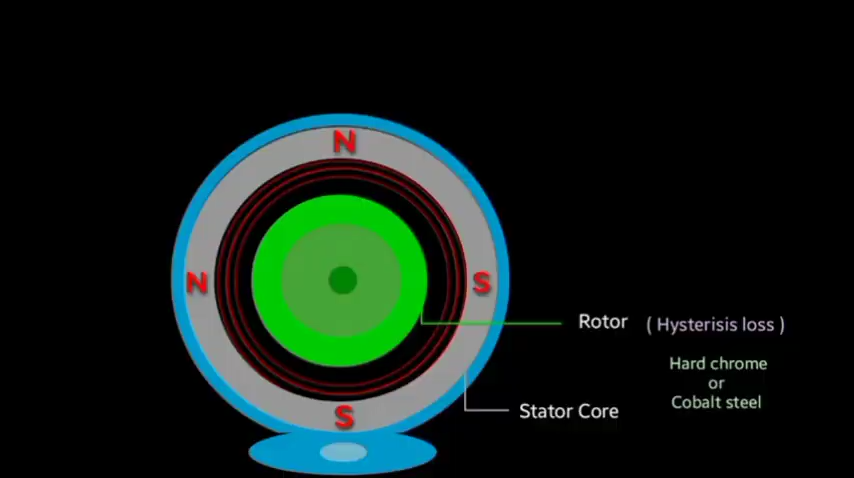 N
N
S
Rotor ( Hysterisis loss )
Hard chrome
or
Cobalt steel
Stator Core
S